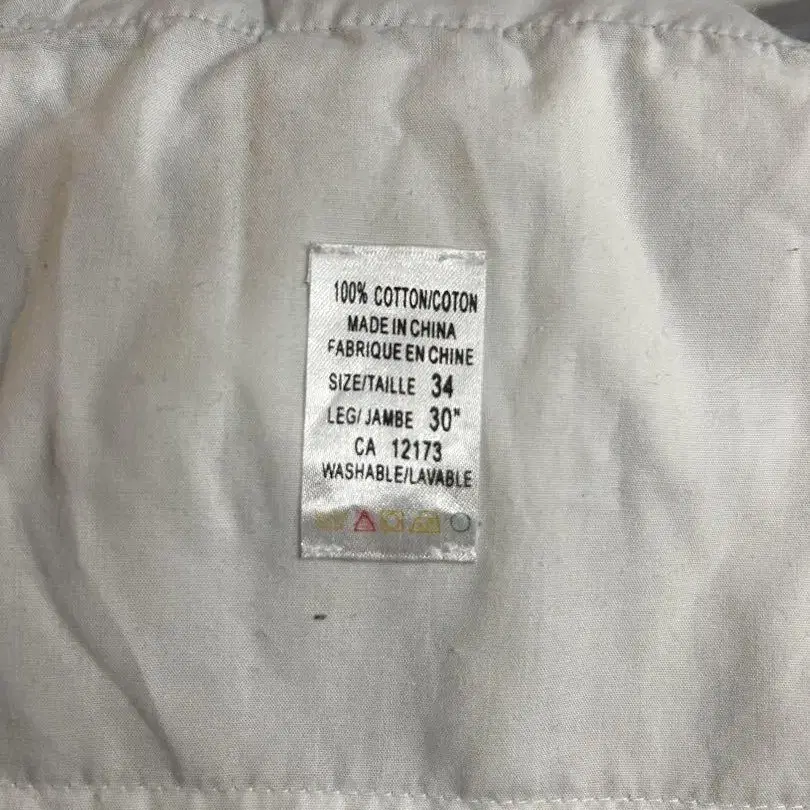 100% COTTON/COTON
MADE IN CHINA
FABRIQUE EN CHINE
SIZE/TAILLE 34
LEG/JAMBE 30"
CA 12173
WASHABLE/LAVABLE